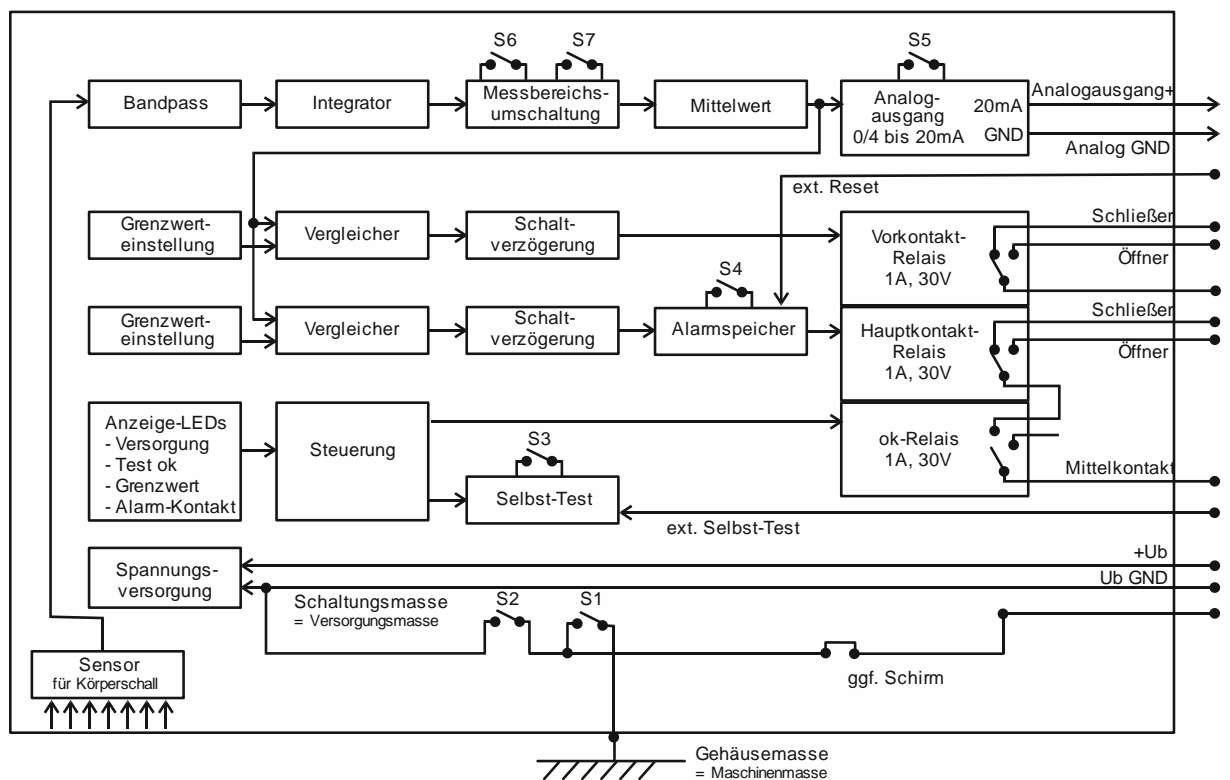 S6
S7
S5
Bandpass
Integrator
Messbereichs-
umschaltung
Mittelwert
Analog-
ausgang
0/4 bis 20mA
20mA
GND
Analogausgang+
Analog GND
ext. Reset
Grenzwert-
einstellung
Vergleicher
Schalt-
verzögerung
Vorkontakt-
Relais
1A, 30V
Schließer
Öffner
S4
Grenzwert-
einstellung
Vergleicher
Schalt-
verzögerung
Alarmspeicher
Hauptkontakt-
Relais
1A, 30V
Schließer
Öffner
Anzeige-LEDs
- Versorgung
- Test ok
- Grenzwert
- Alarm-Kontakt
Steuerung
S3
Selbst-Test
ok-Relais
1A, 30V
Mittelkontakt
ext. Selbst-Test
Spannungs-
versorgung
+Ub
Ub GND
Schaltungsmasse
= Versorgungsmasse
S2
S1
Sensor
für Körperschall
ggf. Schirm
Gehäusemasse
= Maschinenmasse